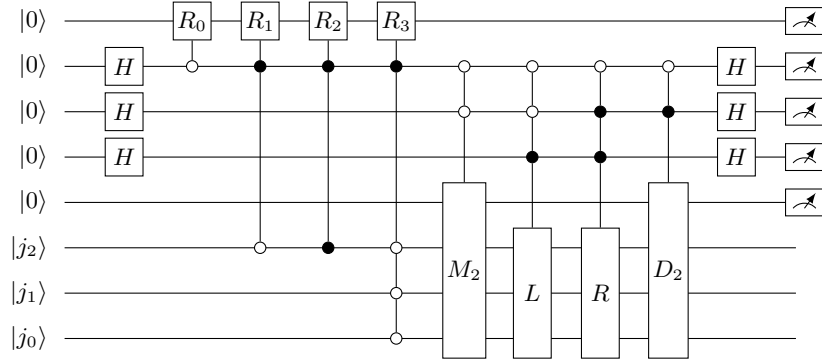 |0⟩ R₀ R₁ R₂ R₃
|0⟩ H H
|0⟩ H H
|0⟩ H H
|0⟩
|j₂⟩
|j₁⟩ M₂ L R D₂
|j₀⟩